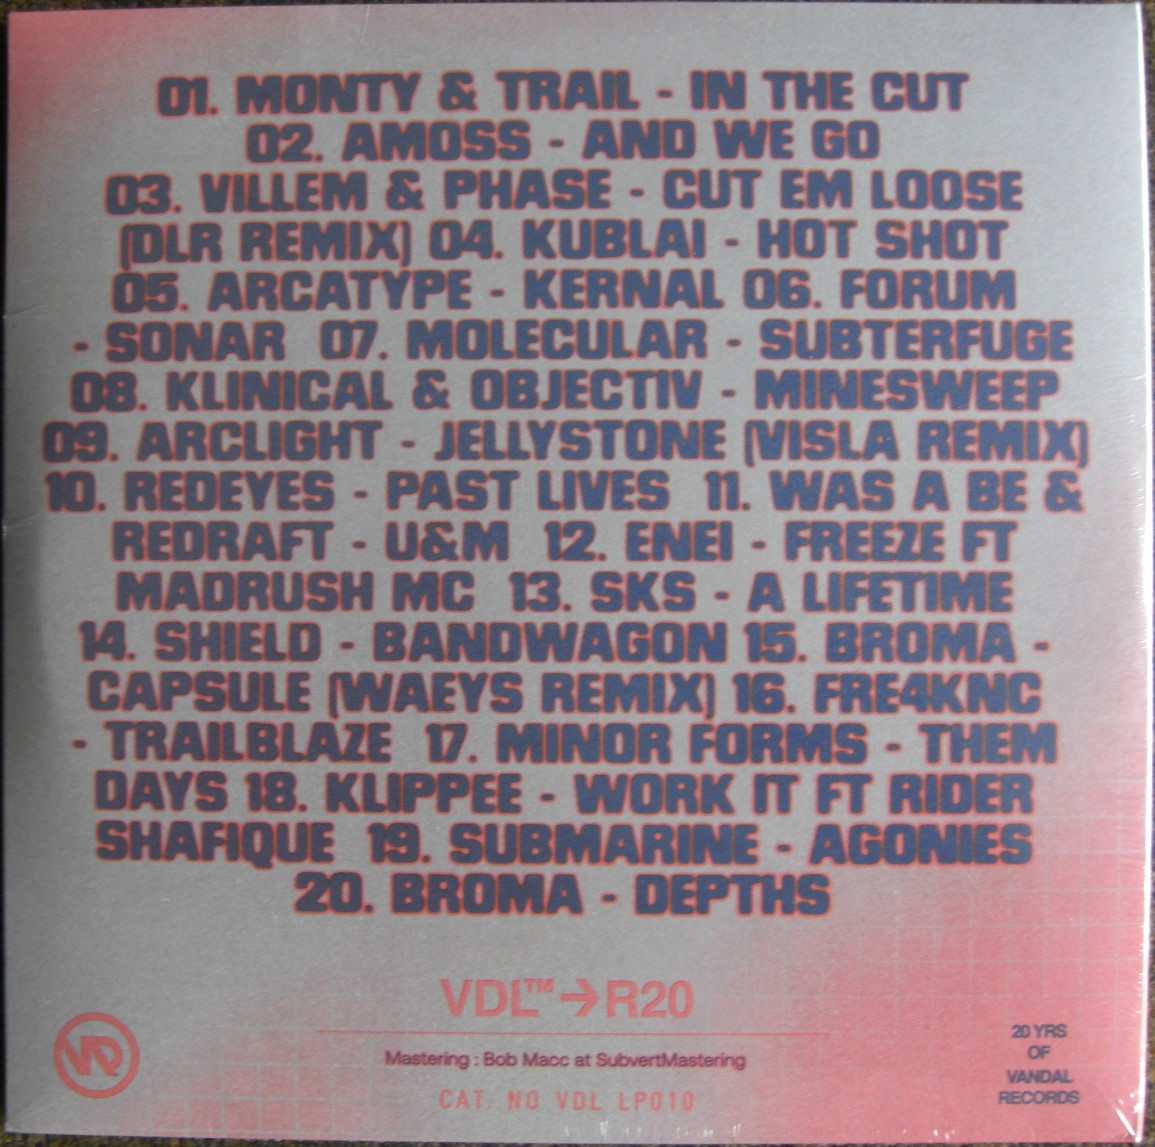 01. MONTY & TRAIL - IN THE CUT
02. AMOSS - AND WE GO
03. VILLEM & PHASE - CUT EM LOOSE
(DLR REMIX) 04. KUBLAI - HOT SHOT
05. ARCATYPE - KERNAL 06. FORUM
- SONAR 07. MOLECULAR - SUBTERFUGE
08. KLINICAL & OBJECTIV - MINESWEEP
09. ARCLIGHT - JELLYSTONE (VISLA REMIX)
10. REDEYES - PAST LIVES 11. WAS A BE &
REDRAFT - U&M 12. ENEI - FREEZE FT
MADRUSH MC 13. SKS - A LIFETIME
14. SHIELD - BANDWAGON 15. BROMA -
CAPSULE (WAEYS REMIX) 16. FRE4KNC
- TRAILBLAZE 17. MINOR FORMS - THEM
DAYS 18. KLIPPEE - WORK IT FT RIDER
SHAFIQUE 19. SUBMARINE - AGONIES
20. BROMA - DEPTHS
VDL™→R20
Mastering : Bob Macc at SubvertMastering
CAT. NO VDL LP010
VR
20 YRS
OF
VANDAL
RECORDS